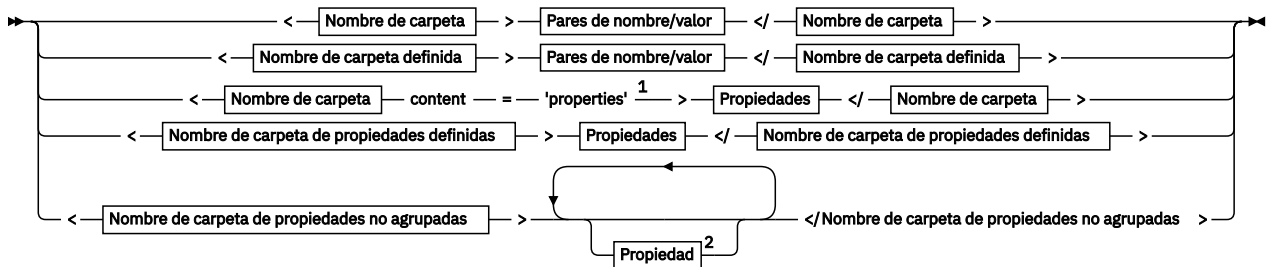 < Nombre de carpeta > Pares de nombre/valor </ Nombre de carpeta >
< Nombre de carpeta definida > Pares de nombre/valor </ Nombre de carpeta definida >
< Nombre de carpeta content = 'properties' 1 > Propiedades </ Nombre de carpeta >
< Nombre de carpeta de propiedades definidas > Propiedades </ Nombre de carpeta de propiedades definidas >
< Nombre de carpeta de propiedades no agrupadas > </ Nombre de carpeta de propiedades no agrupadas >
Propiedad 2